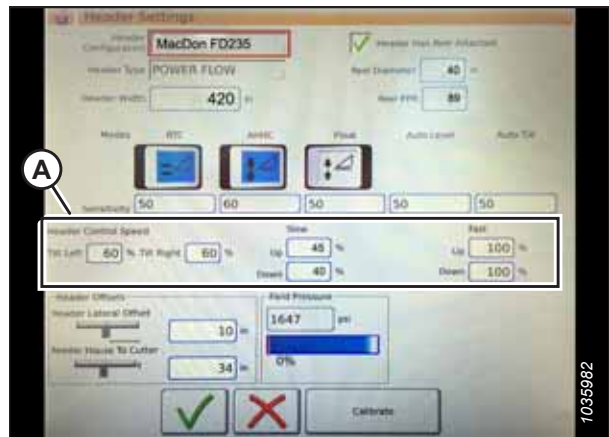 Header Settings
Header Configuration MacDon FD235 Header Has Reel Attached
Header Type POWER FLOW Reel Diameter 40 in
Header Width 420 in Reel PPR 89
Modes RTC AHHC Float Auto Level Auto Tilt
A
Sensitivity 50 60 50 50 50
Header Control Speed Slow Fast
Tilt Left 60 % Tilt Right 60 % Up 45 % Up 100 %
Down 40 % Down 100 %
Header Offsets Field Pressure
Header Lateral Offset 1647 psi
10 in
Feeder House To Cutter 0%
34 in
Calibrate
1035982